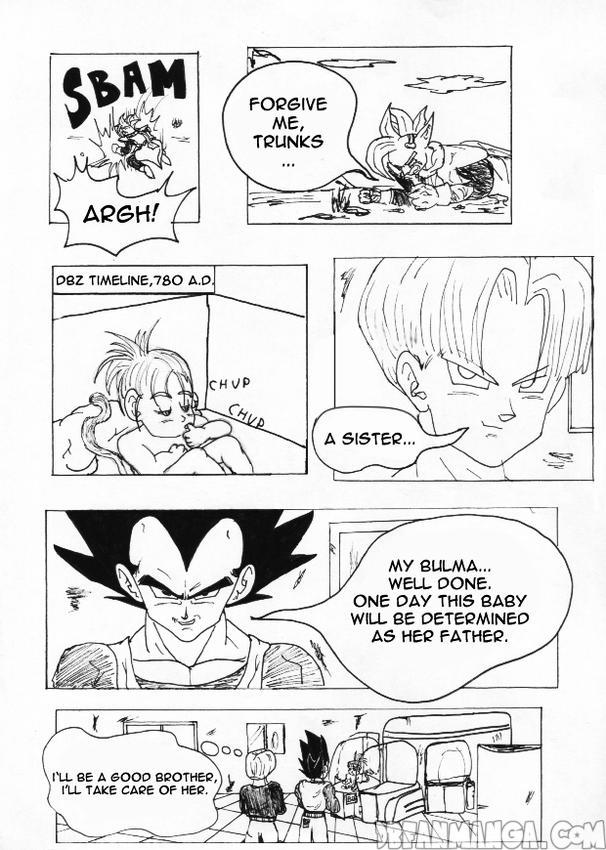 SBAM
ARGH!
FORGIVE
ME,
TRUNKS
...
DBZ TIMELINE,780 A.D.
CHUP
CHUP
A SISTER...
MY BULMA...
WELL DONE.
ONE DAY THIS BABY
WILL BE DETERMINED
AS HER FATHER.
I'LL BE A GOOD BROTHER,
I'LL TAKE CARE OF HER.
DBFANMANGA.COM